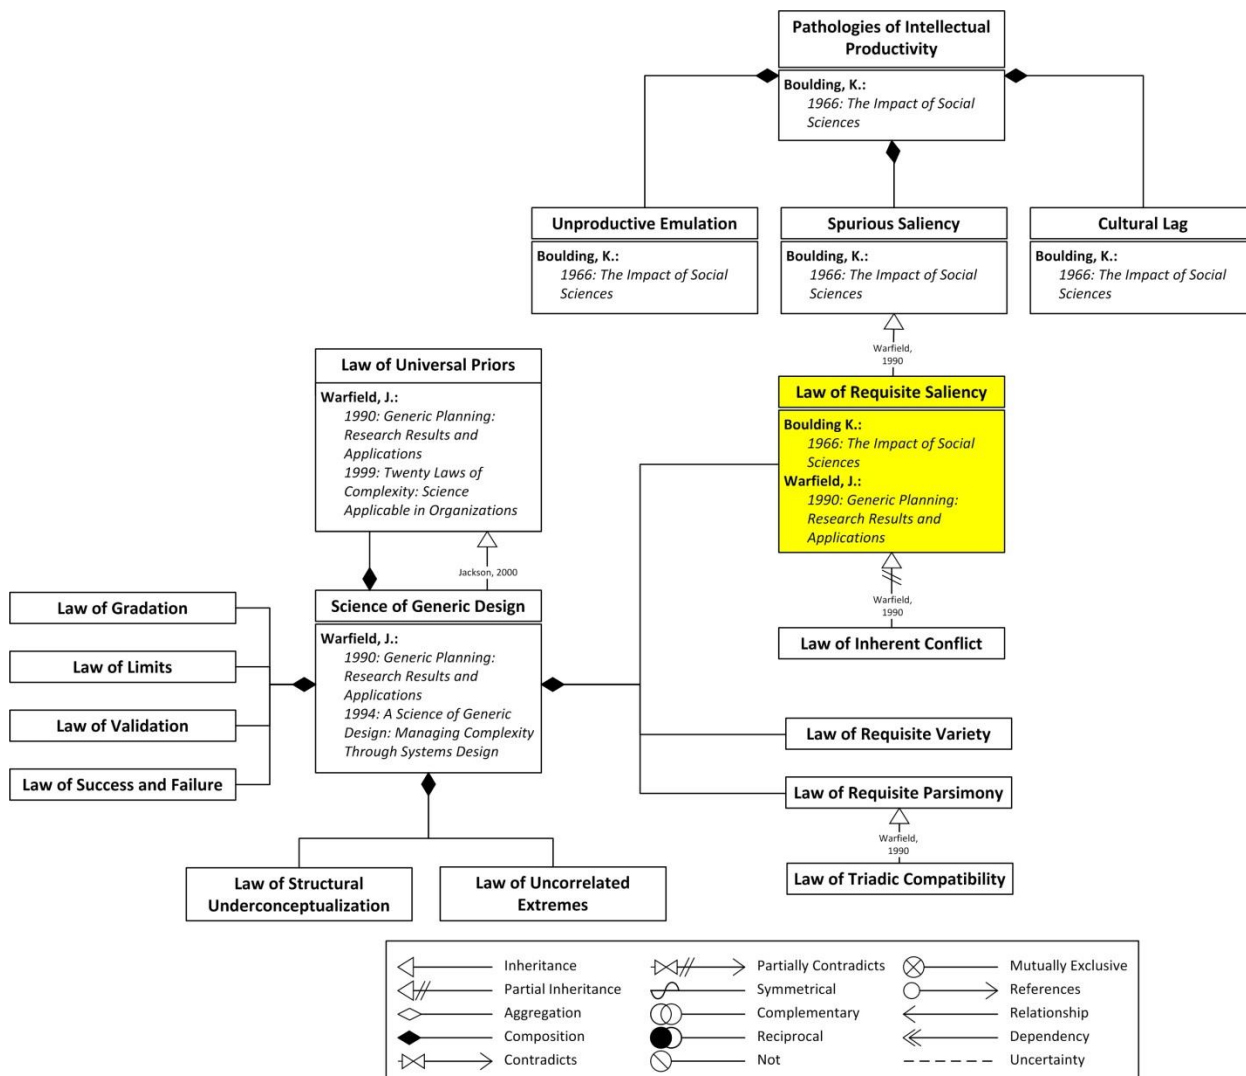 Pathologies of Intellectual
Productivity
Boulding, K.:
1966: The Impact of Social
Sciences
Unproductive Emulation
Boulding, K.:
1966: The Impact of Social
Sciences
Spurious Saliency
Boulding, K.:
1966: The Impact of Social
Sciences
Cultural Lag
Boulding, K.:
1966: The Impact of Social
Sciences
Warfield,
1990
Law of Universal Priors
Warfield, J.:
1990: Generic Planning:
Research Results and
Applications
1999: Twenty Laws of
Complexity: Science
Applicable in Organizations
Law of Requisite Saliency
Boulding K.:
1966: The Impact of Social
Sciences
Warfield, J.:
1990: Generic Planning:
Research Results and
Applications
Jackson, 2000
Warfield,
1990
Law of Gradation
Law of Limits
Law of Validation
Law of Success and Failure
Science of Generic Design
Warfield, J.:
1990: Generic Planning:
Research Results and
Applications
1994: A Science of Generic
Design: Managing Complexity
Through Systems Design
Law of Inherent Conflict
Law of Requisite Variety
Law of Requisite Parsimony
Warfield,
1990
Law of Triadic Compatibility
Law of Structural
Underconceptualization
Law of Uncorrelated
Extremes
Inheritance
Partial Inheritance
Aggregation
Composition
Contradicts
Partially Contradicts
Symmetrical
Complementary
Reciprocal
Not
Mutually Exclusive
References
Relationship
Dependency
Uncertainty